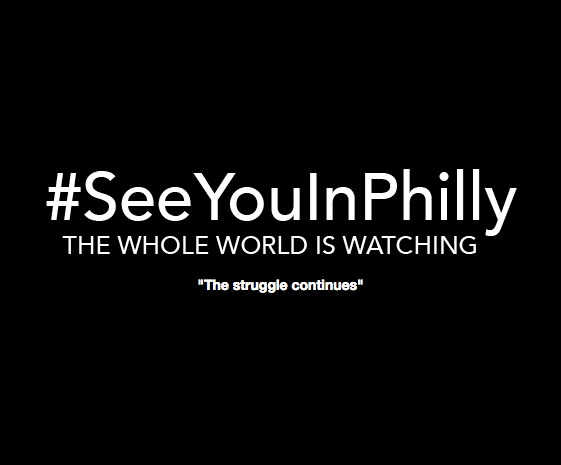 #SeeYouInPhilly
THE WHOLE WORLD IS WATCHING
"The struggle continues"